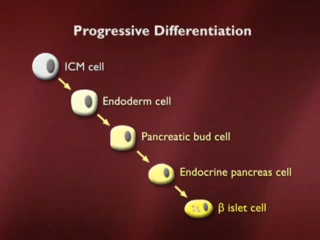 Progressive Differentiation
ICM cell
Endoderm cell
Pancreatic bud cell
Endocrine pancreas cell
β islet cell